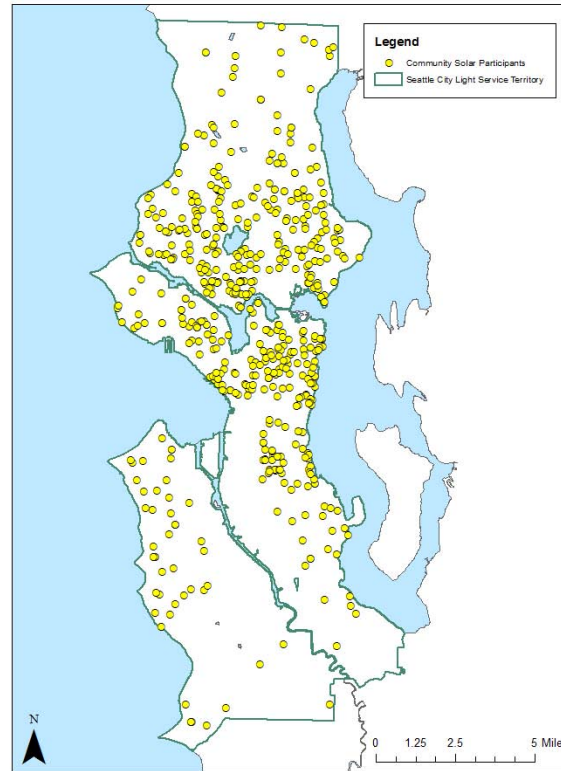 Legend
Community Solar Participants
Seattle City Light Service Territory
N
0 1.25 2.5 5 Mile